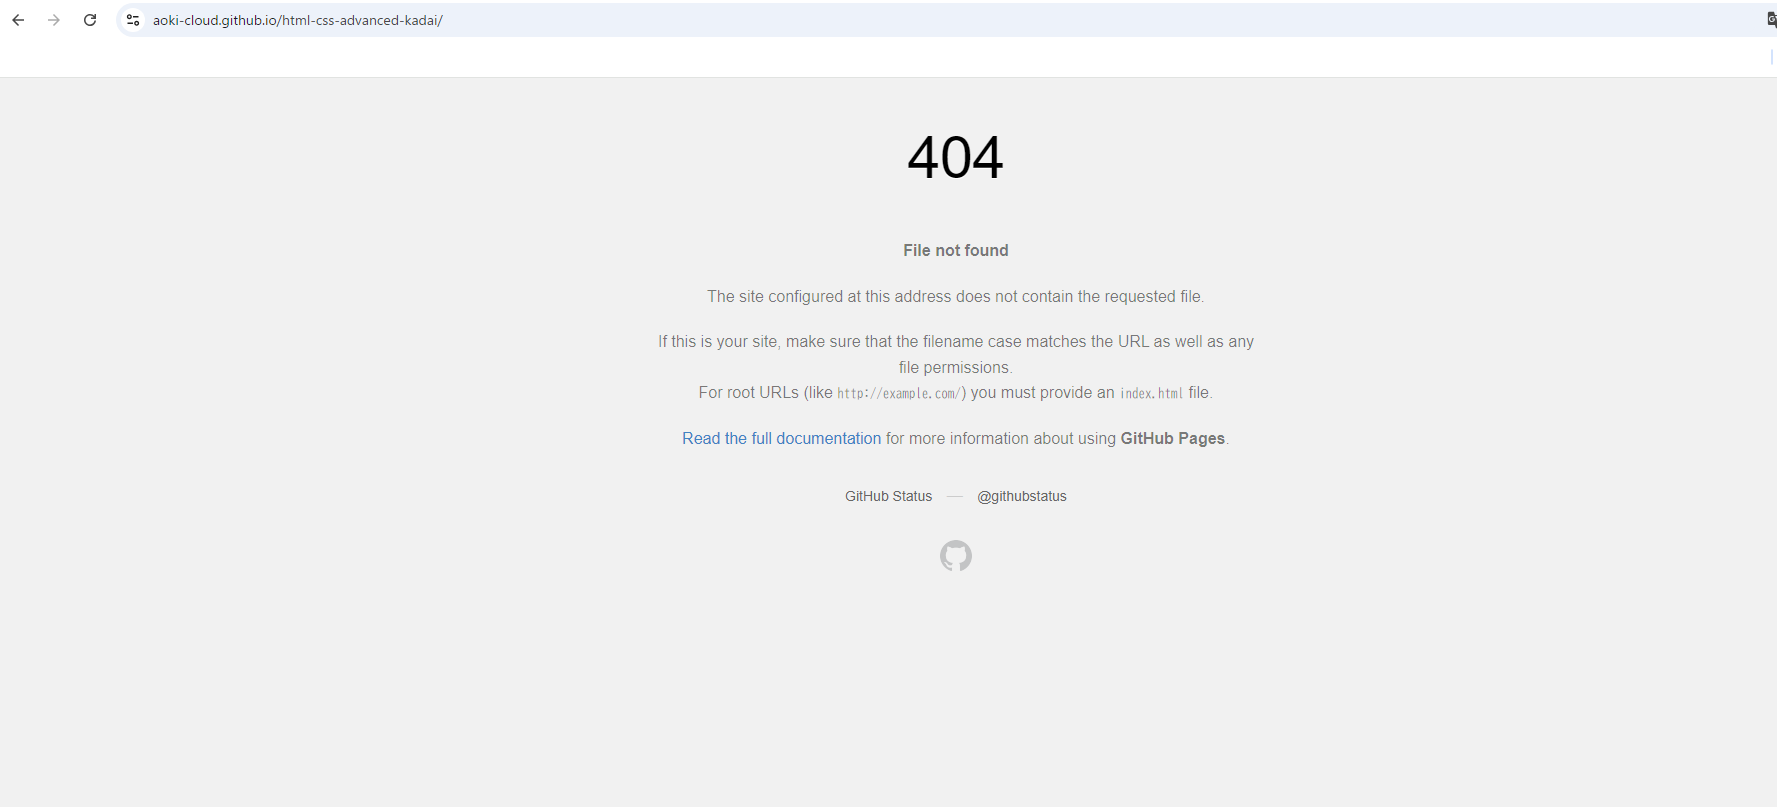 aoki-cloud.github.io/html-css-advanced-kadai/
404
File not found
The site configured at this address does not contain the requested file.
If this is your site, make sure that the filename case matches the URL as well as any
file permissions.
For root URLs (like http://example.com/) you must provide an index.html file.
Read the full documentation for more information about using GitHub Pages.
GitHub Status — @githubstatus